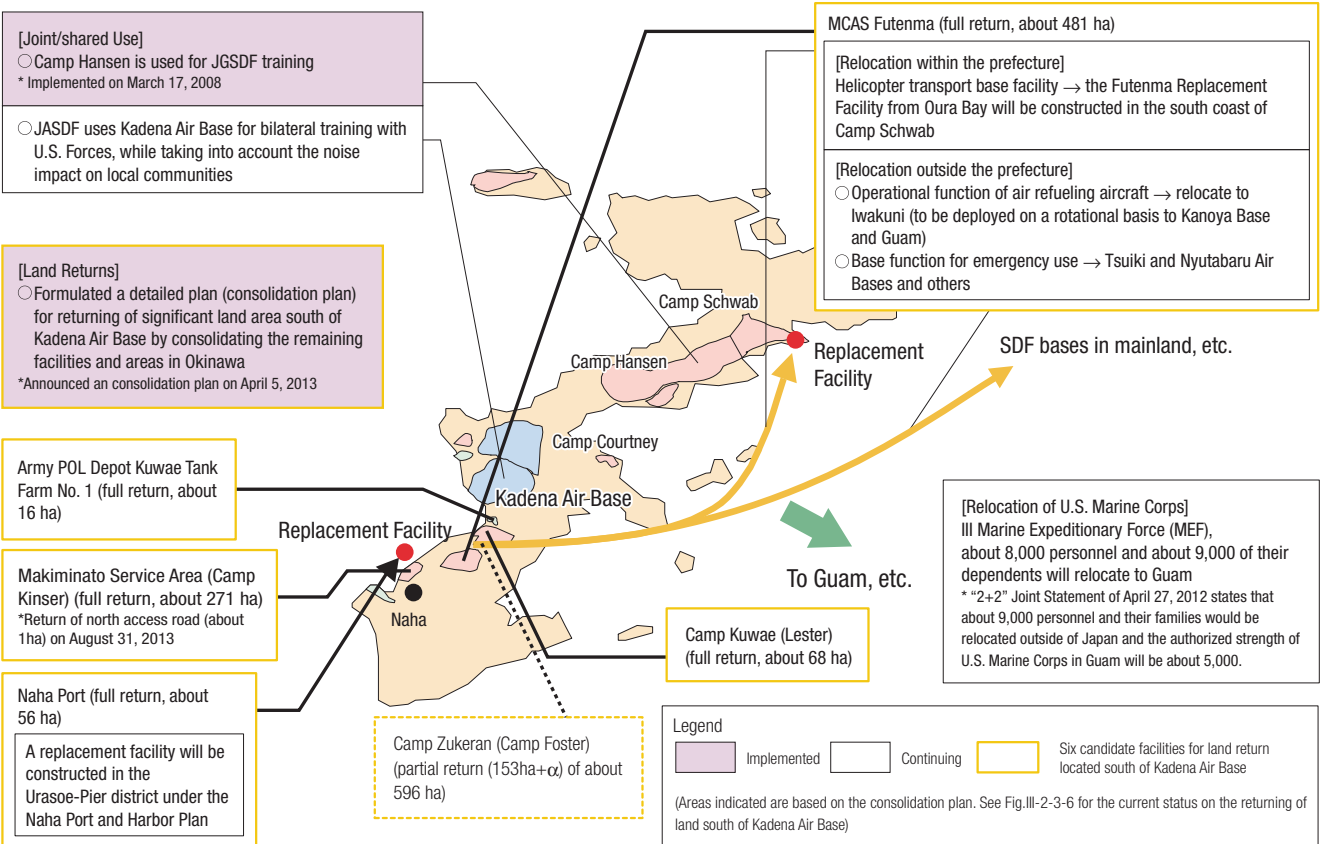 [Joint/shared Use]
○Camp Hansen is used for JGSDF training
* Implemented on March 17, 2008
○JASDF uses Kadena Air Base for bilateral training with
U.S. Forces, while taking into account the noise
impact on local communities
[Land Returns]
○Formulated a detailed plan (consolidation plan)
for returning of significant land area south of
Kadena Air Base by consolidating the remaining
facilities and areas in Okinawa
*Announced an consolidation plan on April 5, 2013
Army POL Depot Kuwae Tank
Farm No. 1 (full return, about
16 ha)
Makiminato Service Area (Camp
Kinser) (full return, about 271 ha)
*Return of north access road (about
1ha) on August 31, 2013
Naha Port (full return, about
56 ha)
A replacement facility will be
constructed in the
Urasoe-Pier district under the
Naha Port and Harbor Plan
MCAS Futenma (full return, about 481 ha)
[Relocation within the prefecture]
Helicopter transport base facility → the Futenma Replacement
Facility from Oura Bay will be constructed in the south coast of
Camp Schwab
[Relocation outside the prefecture]
○Operational function of air refueling aircraft → relocate to
Iwakuni (to be deployed on a rotational basis to Kanoya Base
and Guam)
○Base function for emergency use → Tsuiki and Nyutabaru Air
Bases and others
Camp Schwab
Camp Hansen
Replacement
Facility
SDF bases in mainland, etc.
Camp Courtney
Kadena Air Base
Replacement Facility
Naha
To Guam, etc.
Camp Kuwae (Lester)
(full return, about 68 ha)
Camp Zukeran (Camp Foster)
(partial return (153ha+α) of about
596 ha)
[Relocation of U.S. Marine Corps]
III Marine Expeditionary Force (MEF),
about 8,000 personnel and about 9,000 of their
dependents will relocate to Guam
* “2+2” Joint Statement of April 27, 2012 states that
about 9,000 personnel and their families would be
relocated outside of Japan and the authorized strength of
U.S. Marine Corps in Guam will be about 5,000.
Legend
Implemented
Continuing
Six candidate facilities for land return
located south of Kadena Air Base
(Areas indicated are based on the consolidation plan. See Fig.III-2-3-6 for the current status on the returning of
land south of Kadena Air Base)